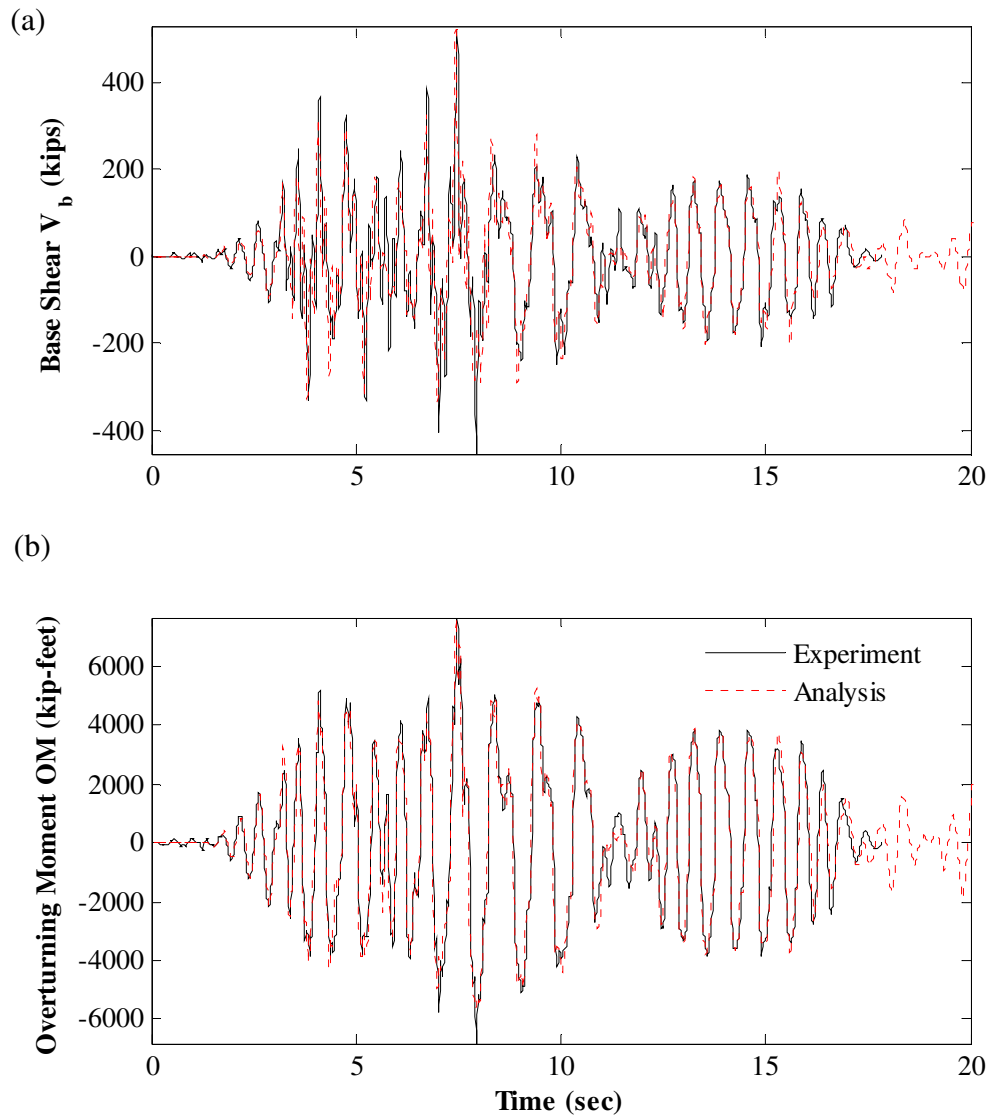 (a)
Base Shear V_b (kips)
400
200
0
-200
-400
0 5 10 15 20
(b)
Overturning Moment OM (kip-feet)
6000
4000
2000
0
-2000
-4000
-6000
Experiment
Analysis
0 5 10 15 20
Time (sec)